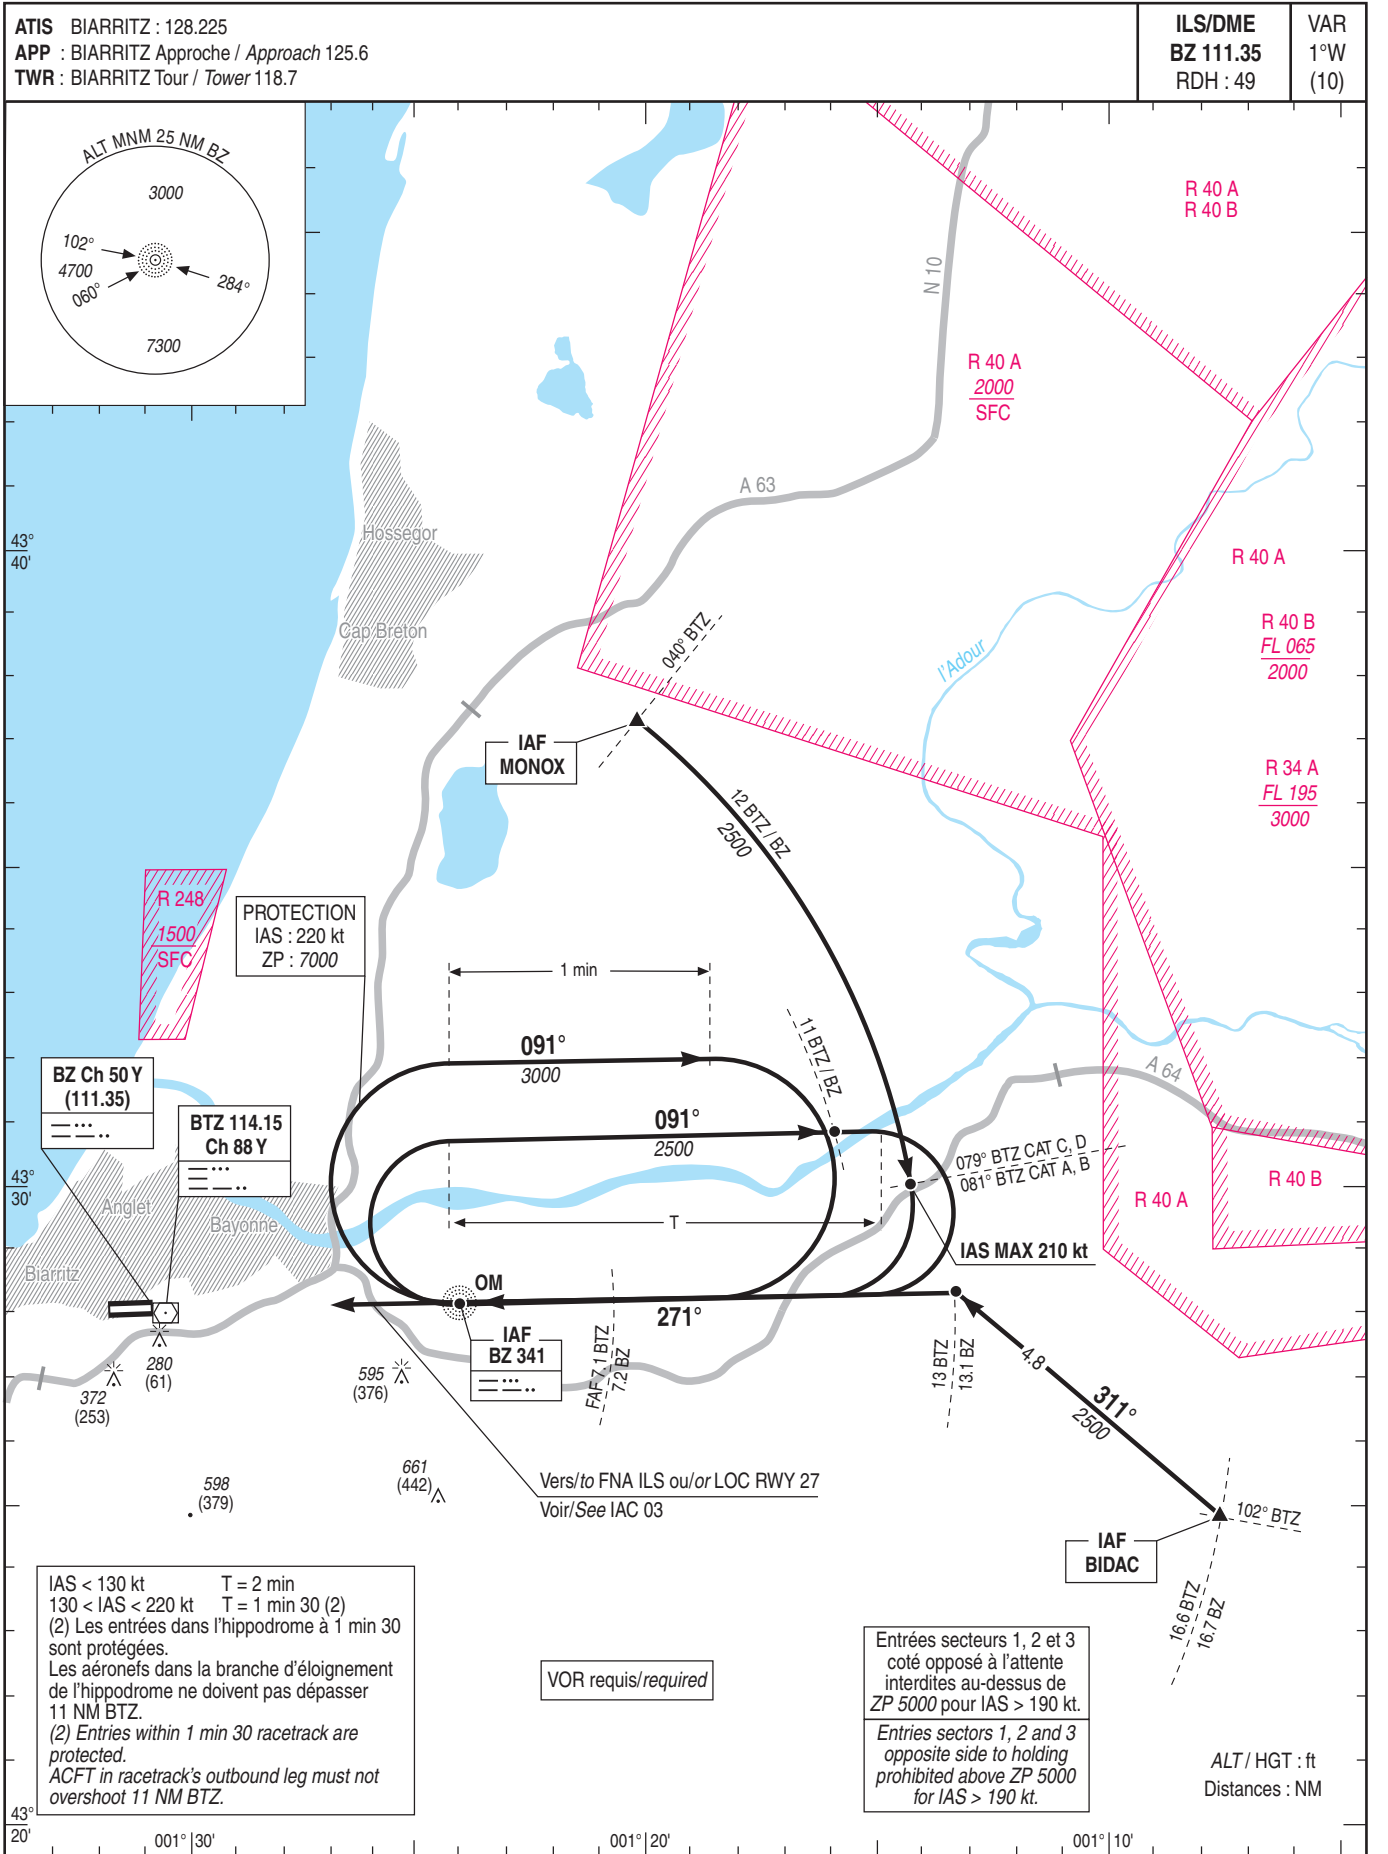 ATIS BIARRITZ : 128.225
APP : BIARRITZ Approche / Approach 125.6
TWR : BIARRITZ Tour / Tower 118.7
ILS/DME
BZ 111.35
RDH : 49
VAR
1°W
(10)
ALT MNM 25 NM BZ
3000
102°
4700
060°
284°
7300
R 40 A
R 40 B
N 10
R 40 A
2000
SFC
A 63
Hossegor
43°
40'
R 40 A
Cap Breton
040° BTZ
l'Adour
R 40 B
FL 065
2000
IAF
MONOX
R 34 A
FL 195
3000
12 BTZ / BZ
2500
R 248
1500
SFC
PROTECTION
IAS : 220 kt
ZP : 7000
1 min
11 BTZ / BZ
091°
3000
A 64
BZ Ch 50 Y
(111.35)
BTZ 114.15
Ch 88 Y
091°
2500
079° BTZ CAT C, D
081° BTZ CAT A, B
43°
30'
R 40 A
R 40 B
Anglet
Bayonne
T
IAS MAX 210 kt
Biarritz
OM
271°
IAF
BZ 341
FAF 7.1 BTZ
7.2 BZ
13 BTZ
13.1 BZ
4.8
311°
2500
280
(61)
372
(253)
595
(376)
661
(442)
598
(379)
Vers/to FNA ILS ou/or LOC RWY 27
Voir/See IAC 03
102° BTZ
IAF
BIDAC
16.6 BTZ
16.7 BZ
IAS < 130 kt T = 2 min
130 < IAS < 220 kt T = 1 min 30 (2)
(2) Les entrées dans l'hippodrome à 1 min 30
sont protégées.
Les aéronefs dans la branche d'éloignement
de l'hippodrome ne doivent pas dépasser
11 NM BTZ.
(2) Entries within 1 min 30 racetrack are
protected.
ACFT in racetrack's outbound leg must not
overshoot 11 NM BTZ.
VOR requis/required
Entrées secteurs 1, 2 et 3
coté opposé à l'attente
interdites au-dessus de
ZP 5000 pour IAS > 190 kt.
Entries sectors 1, 2 and 3
opposite side to holding
prohibited above ZP 5000
for IAS > 190 kt.
ALT / HGT : ft
Distances : NM
43°
20'
001° 30'
001° 20'
001° 10'